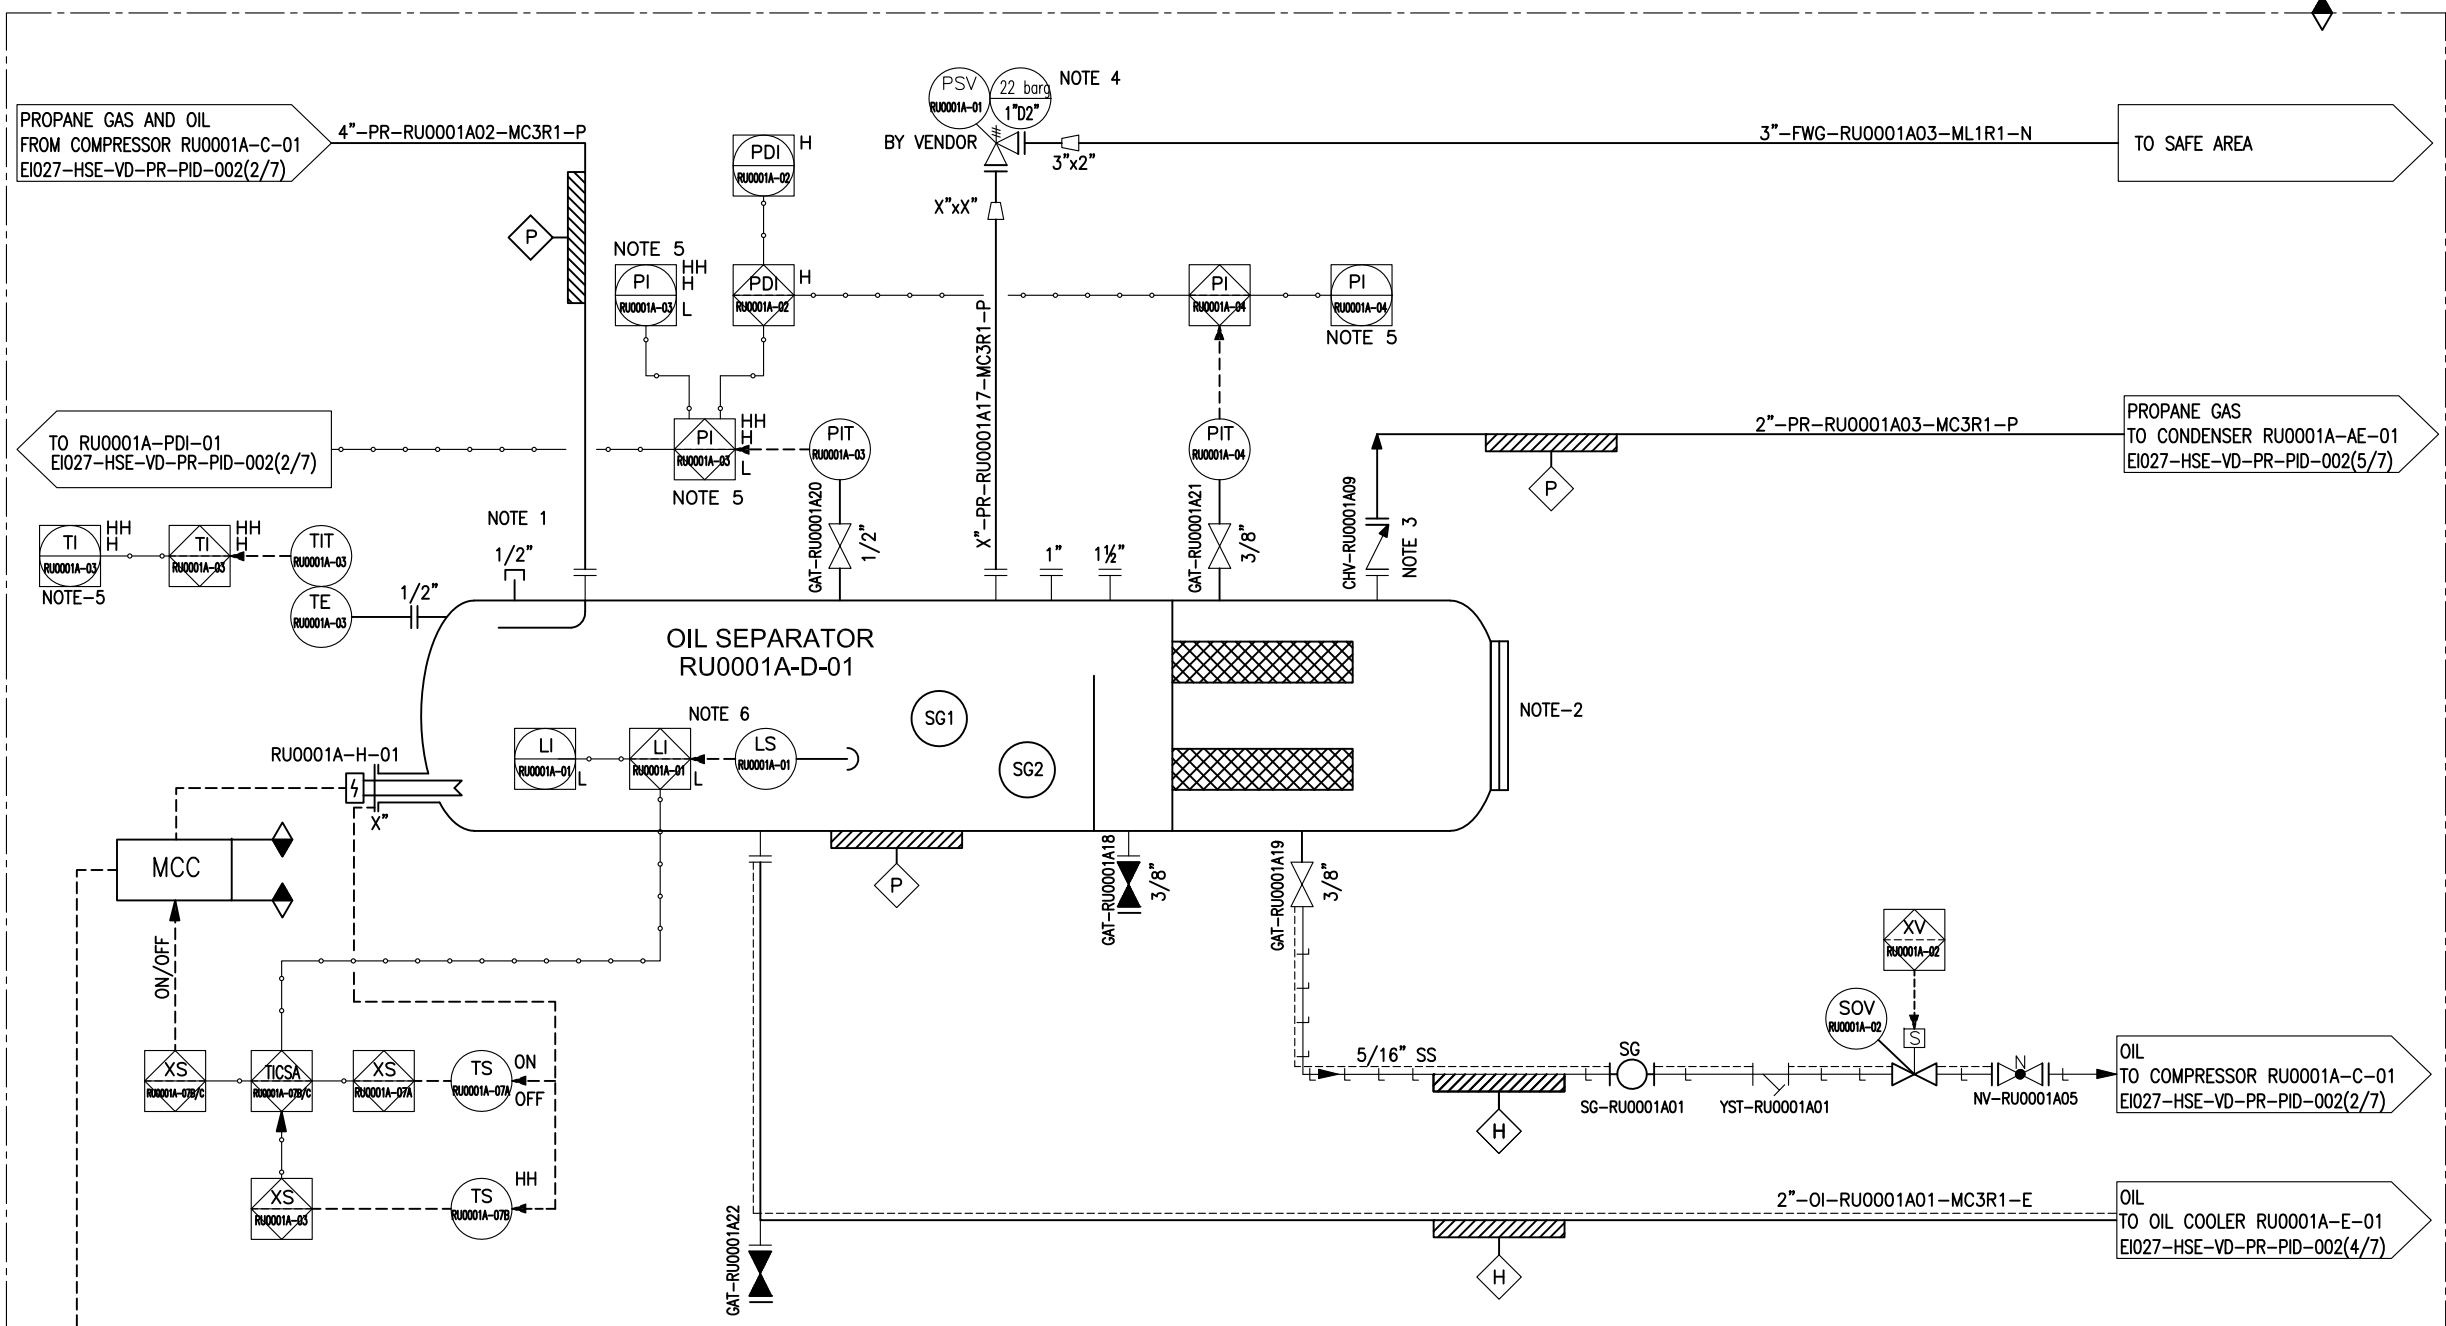 PSV
RU0001A-01
22 barg
1"D2"
NOTE 4
BY VENDOR
3"x2"
X"xX"
3"-FWG-RU0001A03-ML1R1-N
TO SAFE AREA
PROPANE GAS AND OIL
FROM COMPRESSOR RU0001A-C-01
EI027-HSE-VD-PR-PID-002(2/7)
4"-PR-RU0001A02-MC3R1-P
P
PDI
RU0001A-02
H
NOTE 5
PI
RU0001A-03
HH
H
L
PDI
RU0001A-02
H
X"-PR-RU0001A17-MC3R1-P
PI
RU0001A-04
PI
RU0001A-04
NOTE 5
TO RU0001A-PDI-01
EI027-HSE-VD-PR-PID-002(2/7)
PI
RU0001A-03
HH
H
L
NOTE 5
PIT
RU0001A-03
GAT-RU0001A20
1/2"
PIT
RU0001A-04
GAT-RU0001A21
3/8"
2"-PR-RU0001A03-MC3R1-P
P
PROPANE GAS
TO CONDENSER RU0001A-AE-01
EI027-HSE-VD-PR-PID-002(5/7)
CHV-RU0001A09
NOTE 3
TI
RU0001A-03
HH
H
NOTE-5
TI
RU0001A-03
HH
H
TIT
RU0001A-03
TE
RU0001A-03
1/2"
NOTE 1
1/2"
1"
1½"
OIL SEPARATOR
RU0001A-D-01
SG1
SG2
NOTE-2
NOTE 6
LI
RU0001A-01
L
LI
RU0001A-01
L
LS
RU0001A-01
RU0001A-H-01
X"
MCC
P
GAT-RU0001A18
3/8"
GAT-RU0001A19
3/8"
ON/OFF
XS
RU0001A-07B/C
TICSA
RU0001A-07B/C
XS
RU0001A-07A
TS
RU0001A-07A
ON
OFF
XS
RU0001A-03
TS
RU0001A-07B
HH
XV
RU0001A-02
SOV
RU0001A-02
S
5/16" SS
H
SG
SG-RU0001A01
YST-RU0001A01
N
NV-RU0001A05
OIL
TO COMPRESSOR RU0001A-C-01
EI027-HSE-VD-PR-PID-002(2/7)
GAT-RU0001A22
2"-OI-RU0001A01-MC3R1-E
H
OIL
TO OIL COOLER RU0001A-E-01
EI027-HSE-VD-PR-PID-002(4/7)